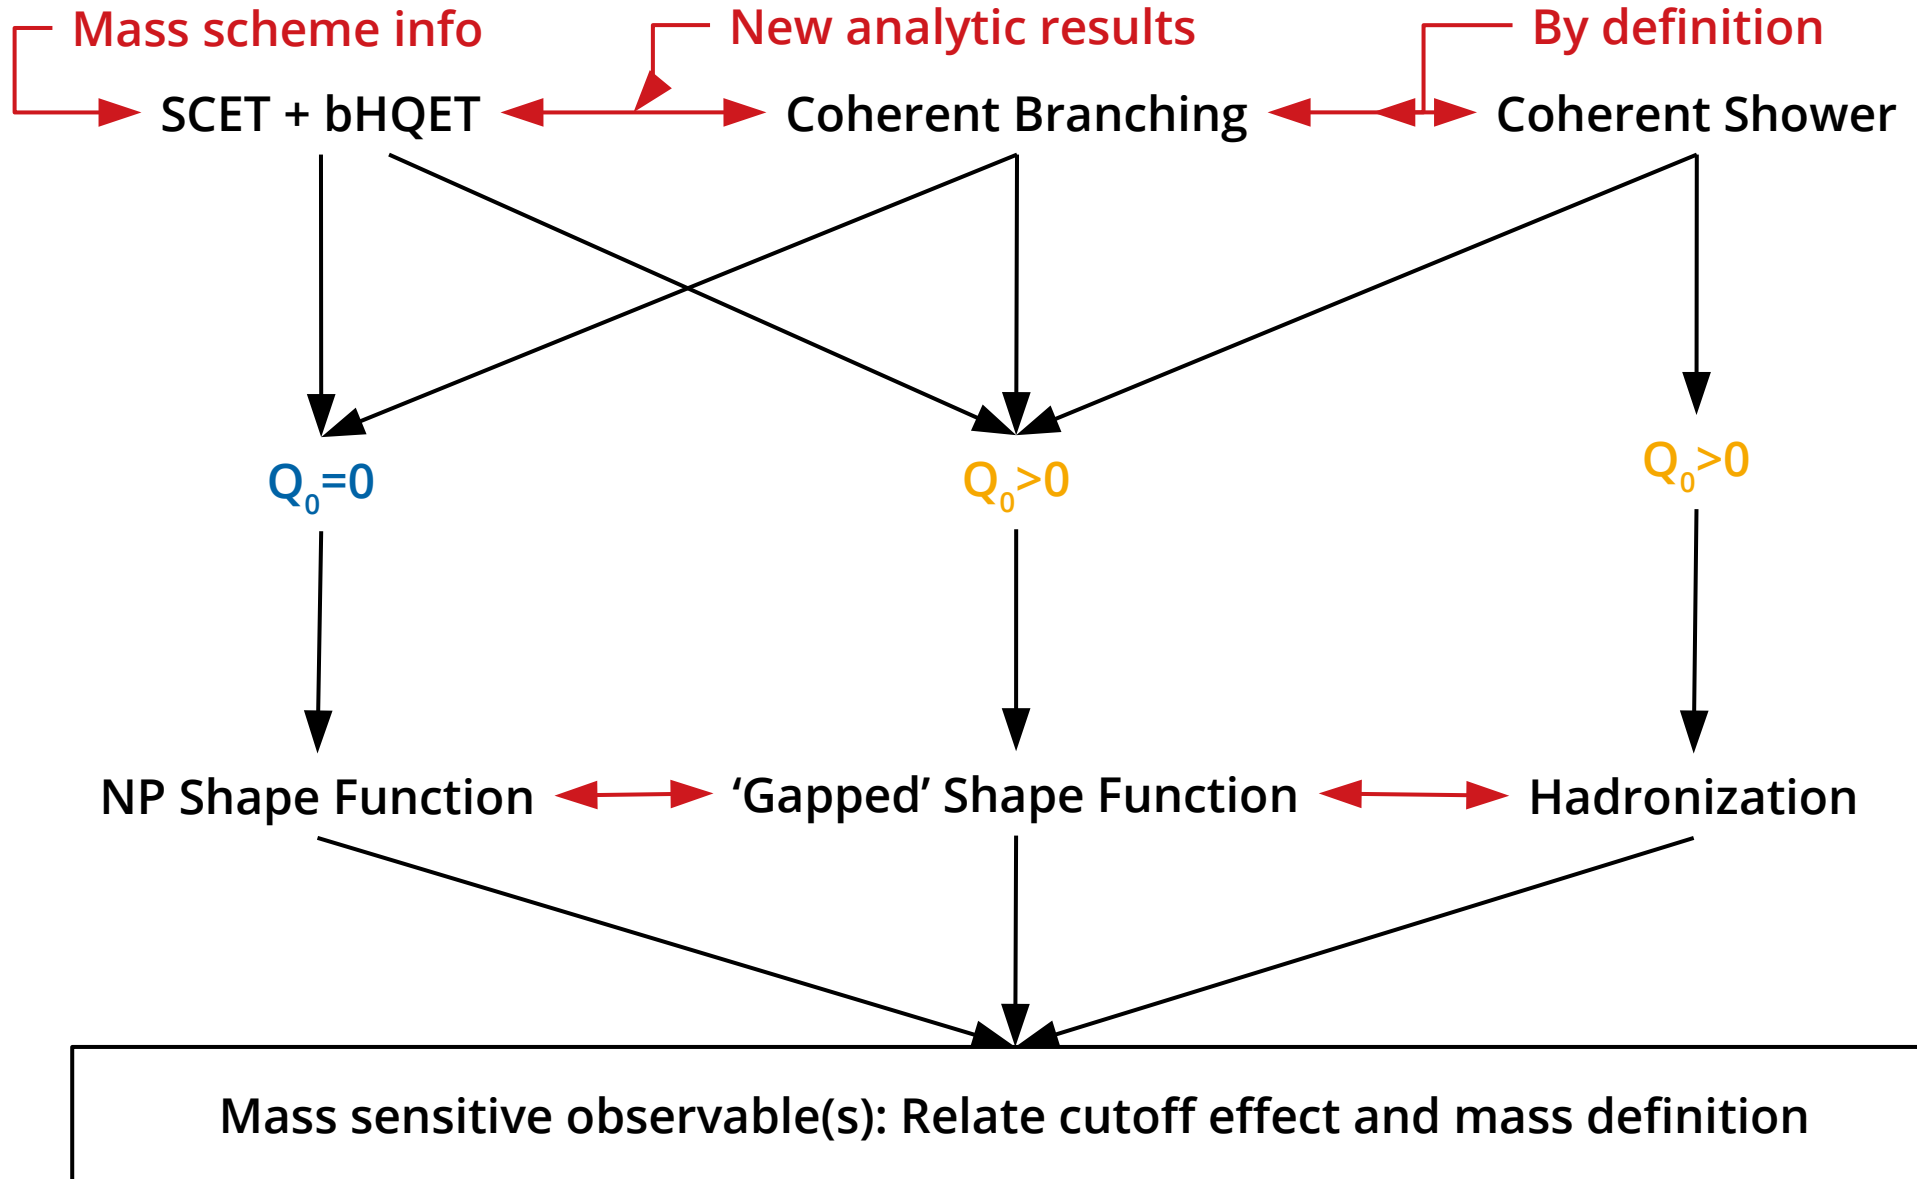 Mass scheme info
New analytic results
By definition
SCET + bHQET
Coherent Branching
Coherent Shower
Q₀=0
Q₀>0
Q₀>0
NP Shape Function
‘Gapped’ Shape Function
Hadronization
Mass sensitive observable(s): Relate cutoff effect and mass definition